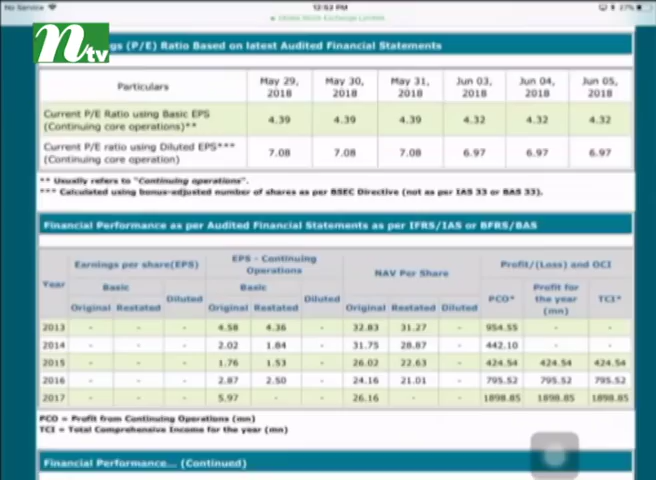 No Service 12:53 PM 27%
Dhaka Stock Exchange Limited
ntv
(P/E) Ratio Based on latest Audited Financial Statements
Particulars May 29, 2018 May 30, 2018 May 31, 2018 Jun 03, 2018 Jun 04, 2018 Jun 05, 2018
Current P/E Ratio using Basic EPS
(Continuing core operations)** 4.39 4.39 4.39 4.32 4.32 4.32
Current P/E ratio using Diluted EPS***
(Continuing core operation) 7.08 7.08 7.08 6.97 6.97 6.97
** Usually refers to "Continuing operations".
*** Calculated using bonus-adjusted number of shares as per BSEC Directive (not as per IAS 33 or BAS 33).
Financial Performance as per Audited Financial Statements as per IFRS/IAS or BFRS/BAS
Year Earnings per share(EPS) EPS - Continuing Operations NAV Per Share Profit/(Loss) and OCI
Basic Diluted Basic Diluted Original Restated Diluted PCO* Profit for the year (mn) TCI*
Original Restated Original Restated
2013 - - - 4.58 4.36 - 32.83 31.27 - 954.55 - -
2014 - - - 2.02 1.84 - 31.75 28.87 - 442.10 - -
2015 - - - 1.76 1.53 - 26.02 22.63 - 424.54 424.54 424.54
2016 - - - 2.87 2.50 - 24.16 21.01 - 795.52 795.52 795.52
2017 - - - 5.97 - - 26.16 - - 1898.85 1898.85 1898.85
PCO = Profit from Continuing Operations (mn)
TCI = Total Comprehensive Income for the year (mn)
Financial Performance... (Continued)